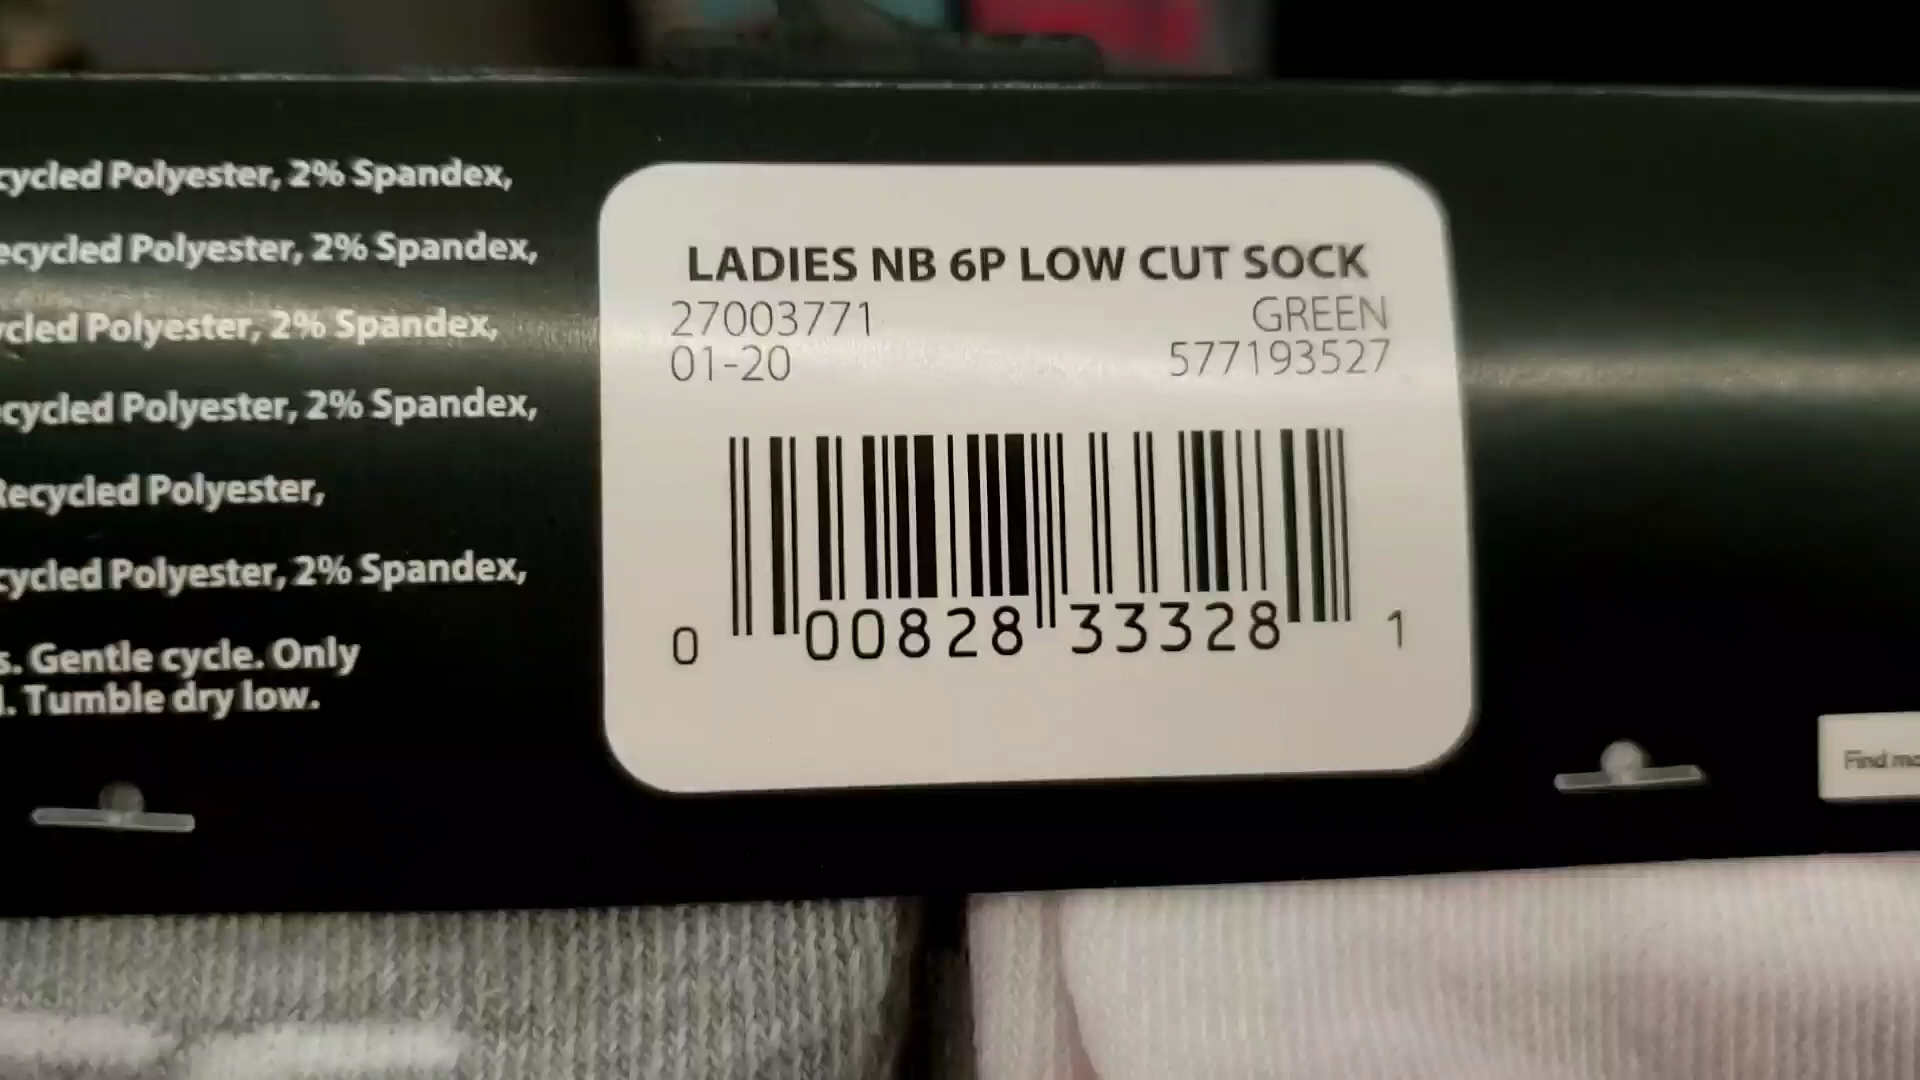 cycled Polyester, 2% Spandex,
ecycled Polyester, 2% Spandex,
ycled Polyester, 2% Spandex,
cycled Polyester, 2% Spandex,
Recycled Polyester,
cycled Polyester, 2% Spandex,
s. Gentle cycle. Only
l. Tumble dry low.
LADIES NB 6P LOW CUT SOCK
27003771 GREEN
01-20 577193527
0 00828 33328 1
Find mo